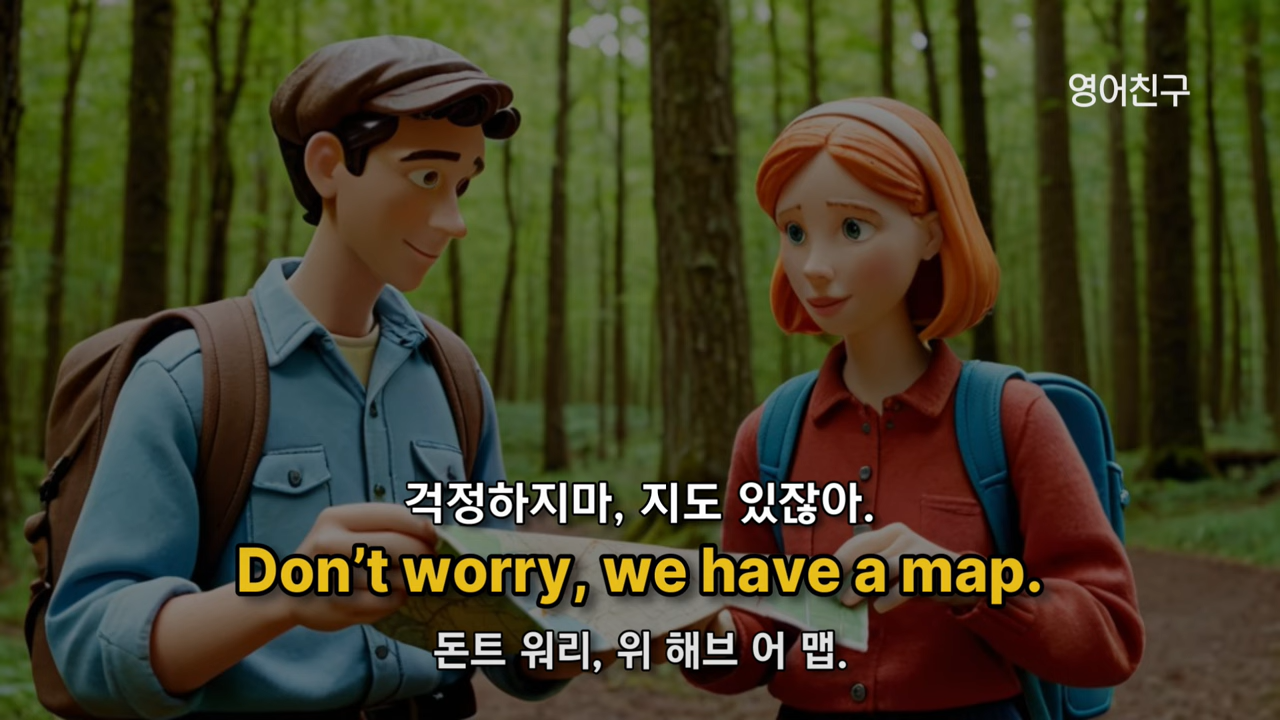 영어친구
걱정하지마, 지도 있잖아.
Don’t worry, we have a map.
돈트 워리, 위 해브 어 맵.